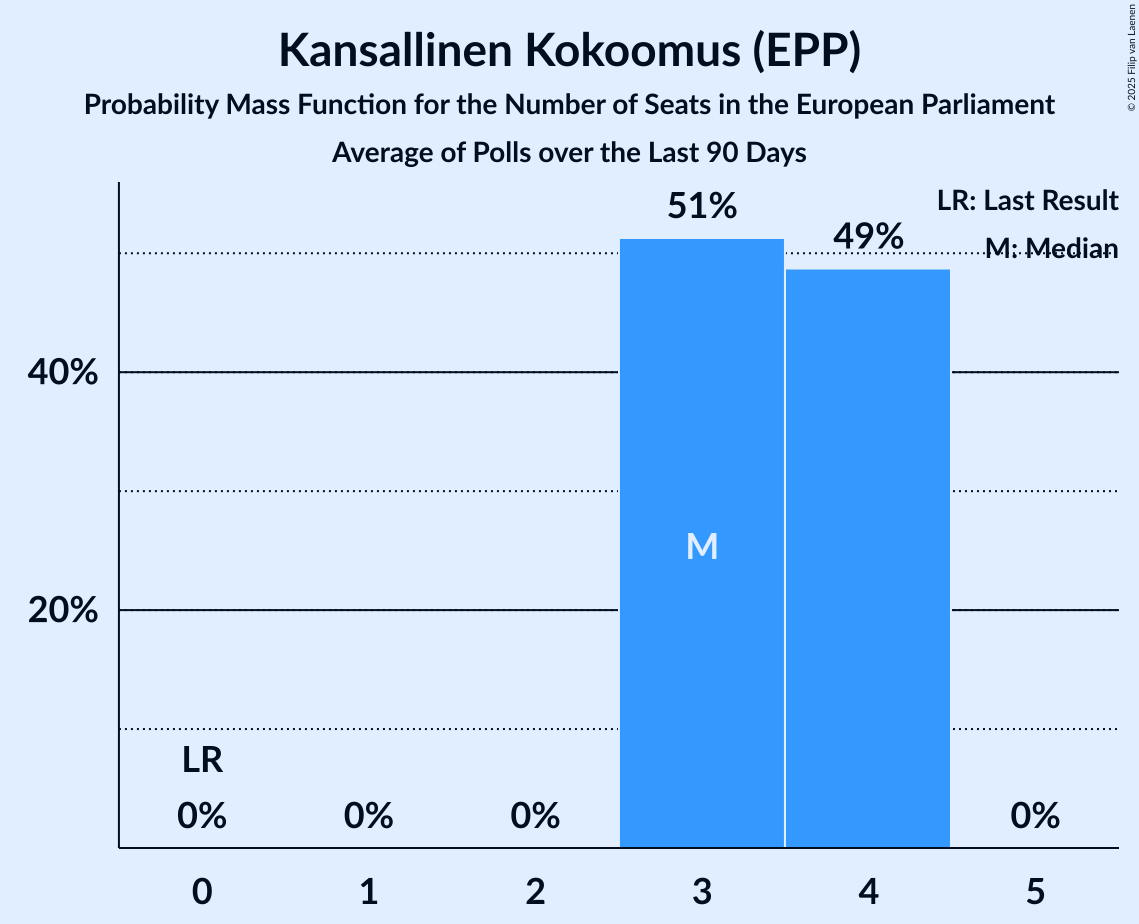 Kansallinen Kokoomus (EPP)
Probability Mass Function for the Number of Seats in the European Parliament
Average of Polls over the Last 90 Days
© 2025 Filip van Laenen
LR: Last Result
M: Median
51%
49%
40%
20%
M
LR
0%
0%
0%
0%
0
1
2
3
4
5